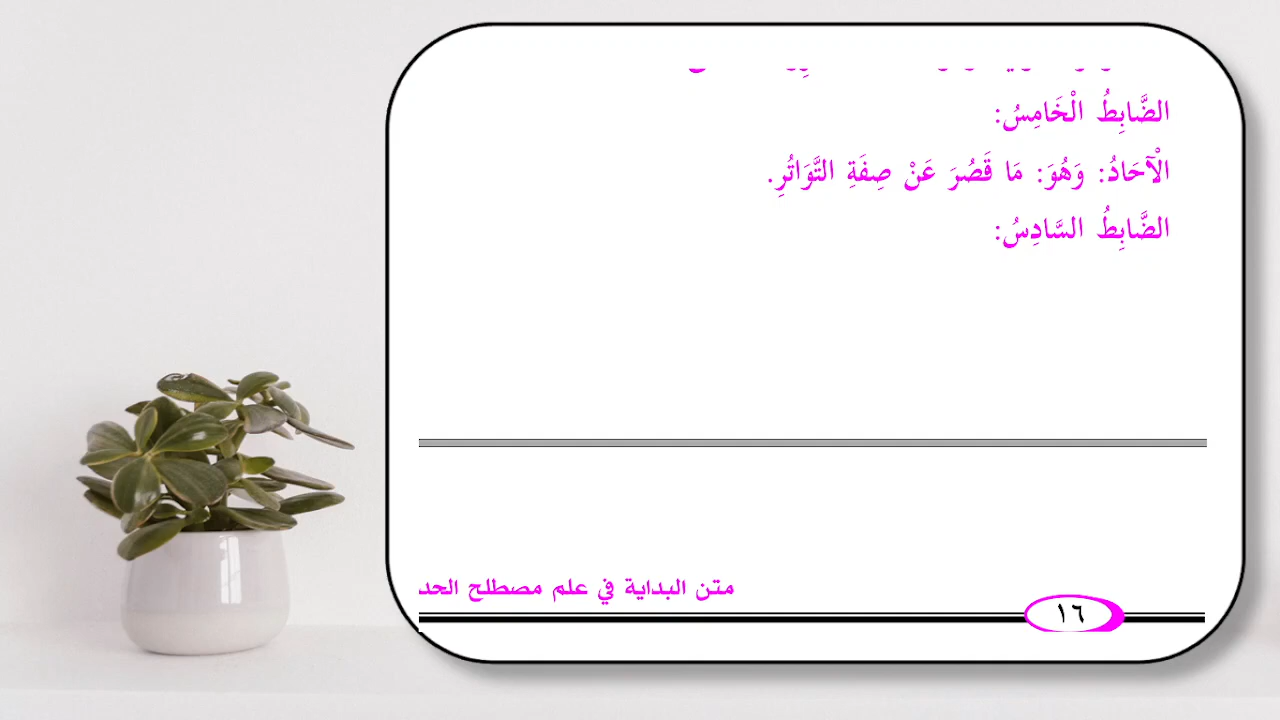 الضَّابِطُ الْخَامِسُ:
الْآحَادُ: وَهُوَ: مَا قَصُرَ عَنْ صِفَةِ التَّوَاتُرِ.
الضَّابِطُ السَّادِسُ:
متن البداية في علم مصطلح الحد
١٦